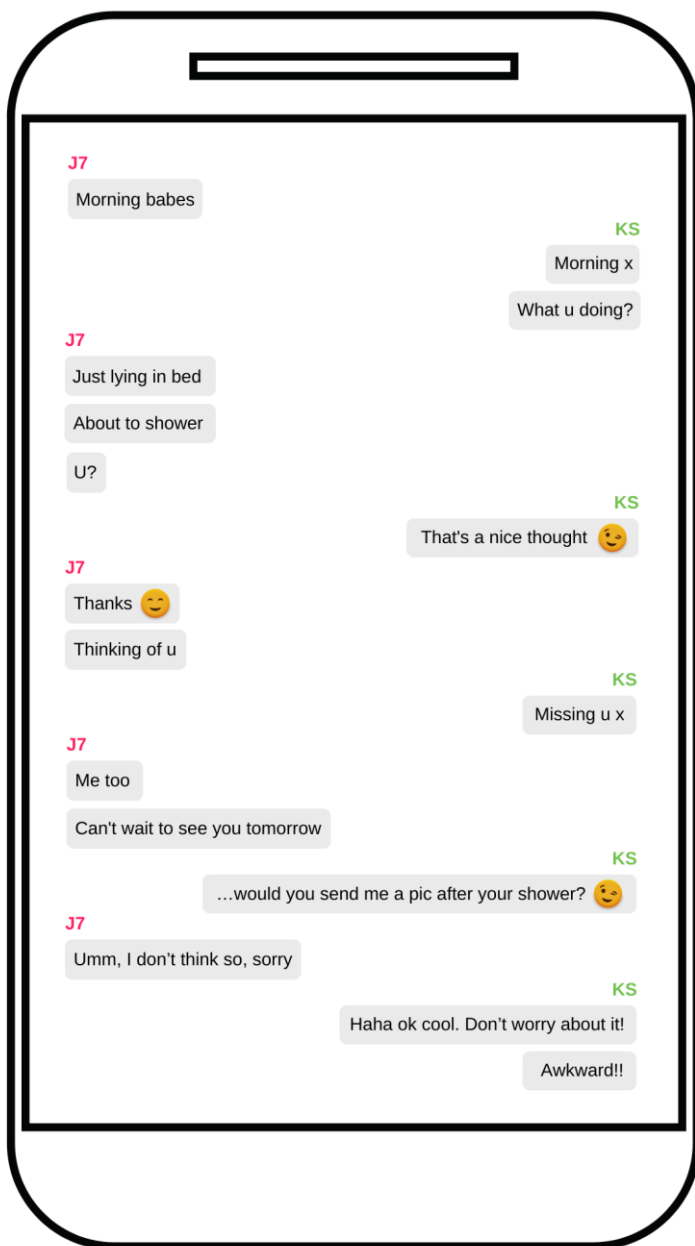 J7
Morning babes
KS
Morning x
What u doing?
J7
Just lying in bed
About to shower
U?
KS
That's a nice thought 😉
J7
Thanks 😊
Thinking of u
KS
Missing u x
J7
Me too
Can't wait to see you tomorrow
KS
…would you send me a pic after your shower? 😉
J7
Umm, I don’t think so, sorry
KS
Haha ok cool. Don’t worry about it!
Awkward!!